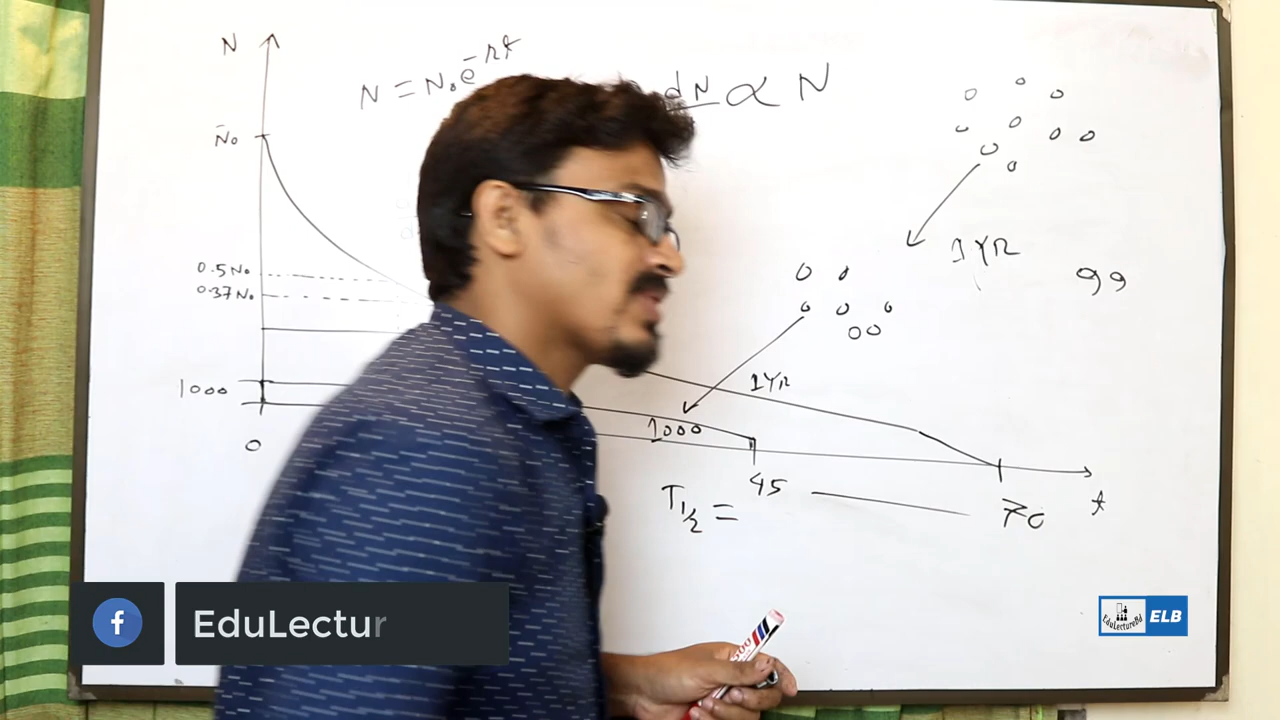 N
N = N₀e^-λt
dN ∝ N
N₀
0.5N₀
0.37N₀
1000
0
1YR
99
1YR
1000
45
70
t
T1/2 =
EduLectur
EduLectureBd
ELB